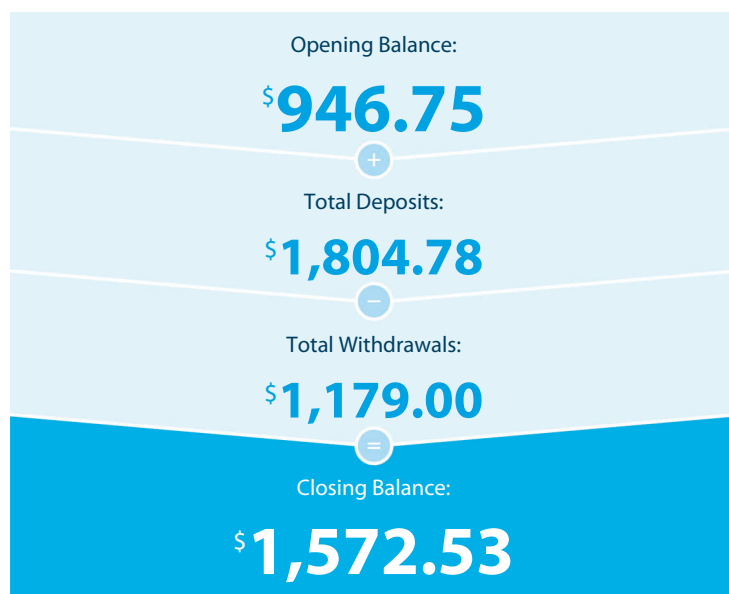 Opening Balance:
$946.75
+
Total Deposits:
$1,804.78
−
Total Withdrawals:
$1,179.00
=
Closing Balance:
$1,572.53